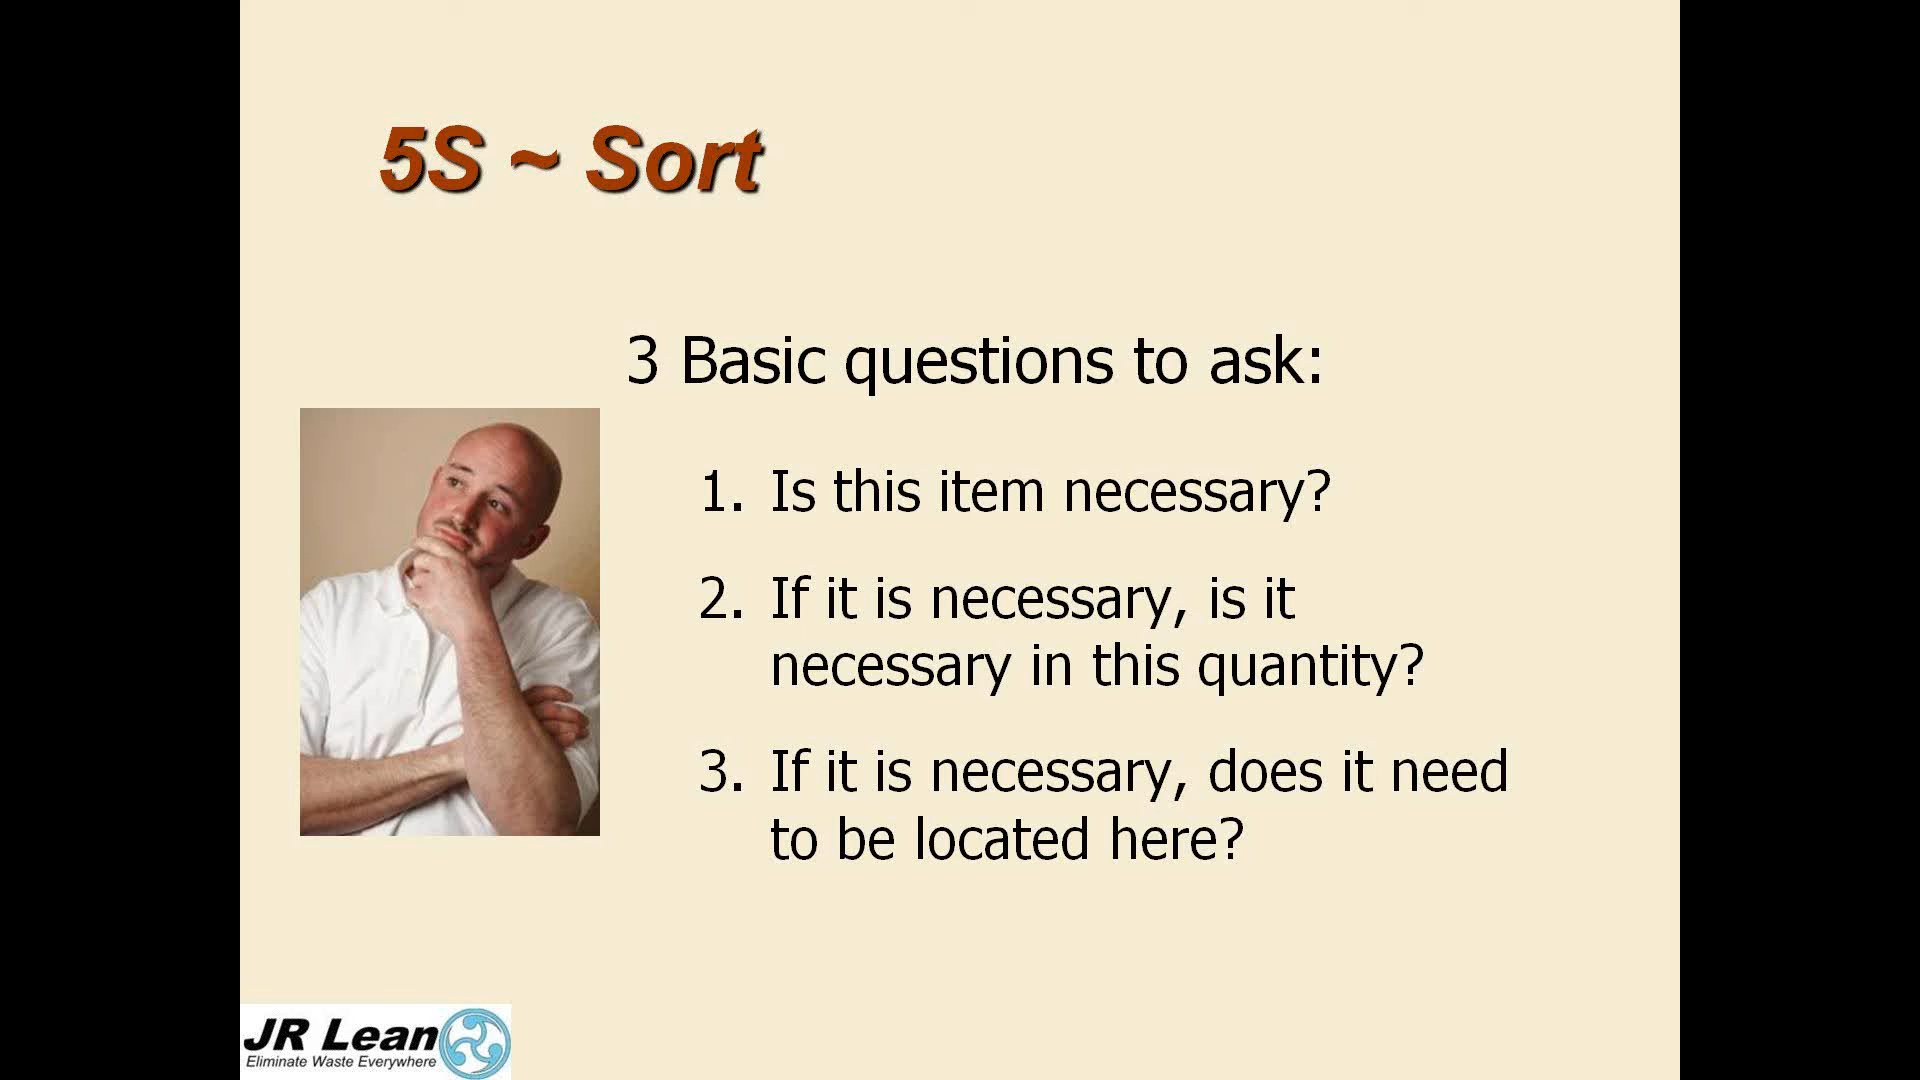 5S ~ Sort
3 Basic questions to ask:
1. Is this item necessary?
2. If it is necessary, is it
necessary in this quantity?
3. If it is necessary, does it need
to be located here?
JR Lean
Eliminate Waste Everywhere